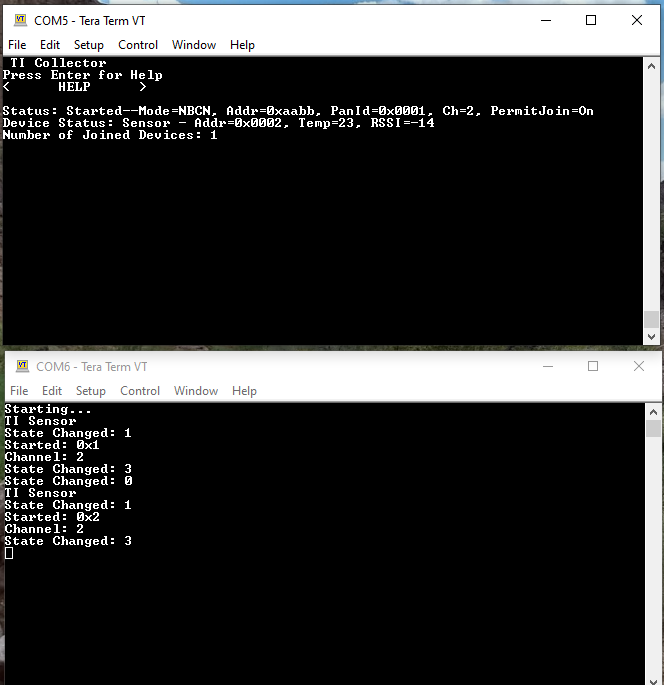 COM5 - Tera Term VT
File Edit Setup Control Window Help
TI Collector
Press Enter for Help
< HELP >
Status: Started--Mode=NBCN, Addr=0xaabb, PanId=0x0001, Ch=2, PermitJoin=On
Device Status: Sensor - Addr=0x0002, Temp=23, RSSI=-14
Number of Joined Devices: 1
COM6 - Tera Term VT
File Edit Setup Control Window Help
Starting...
TI Sensor
State Changed: 1
Started: 0x1
Channel: 2
State Changed: 3
State Changed: 0
TI Sensor
State Changed: 1
Started: 0x2
Channel: 2
State Changed: 3